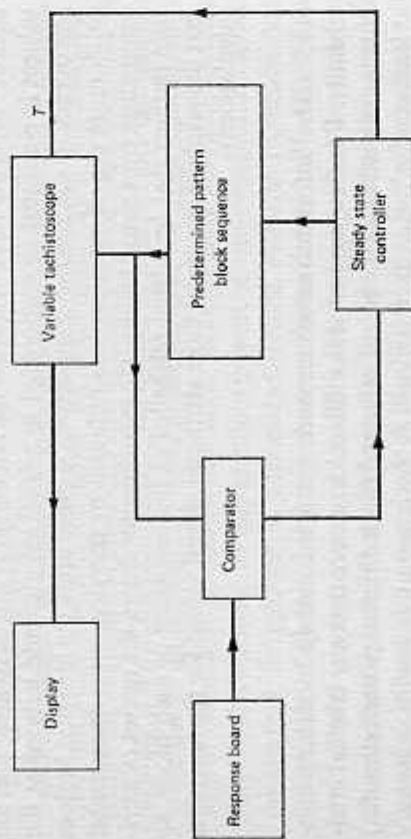 Display
Variable tachistoscope
T
Response board
Comparator
Predetermined pattern
block sequence
Steady state
controller